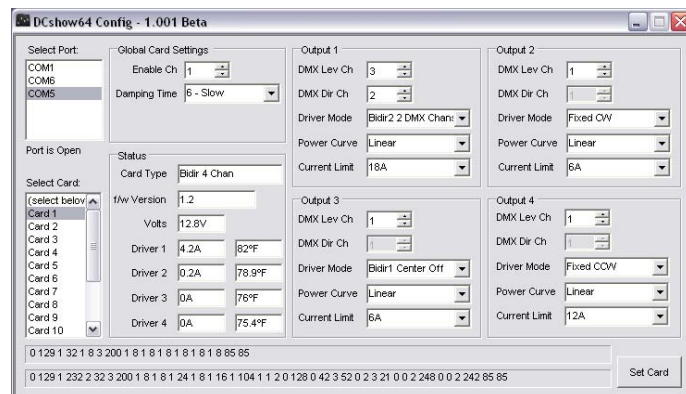 DCshow64 Config - 1.001 Beta
Select Port:
COM1
COM6
COM5
Port is Open
Select Card:
(select below
Card 1
Card 2
Card 3
Card 4
Card 5
Card 6
Card 7
Card 8
Card 9
Card 10
Global Card Settings
Enable Ch 1
Damping Time 6 - Slow
Status
Card Type Bidir 4 Chan
f/w Version 1.2
Volts 12.8V
Driver 1 4.2A 82°F
Driver 2 0.2A 78.9°F
Driver 3 0A 76°F
Driver 4 0A 75.4°F
Output 1
DMX Lev Ch 3
DMX Dir Ch 2
Driver Mode Bidir2 2 DMX Chans
Power Curve Linear
Current Limit 18A
Output 2
DMX Lev Ch 1
DMX Dir Ch 1
Driver Mode Fixed CW
Power Curve Linear
Current Limit 6A
Output 3
DMX Lev Ch 1
DMX Dir Ch 1
Driver Mode Bidir1 Center Off
Power Curve Linear
Current Limit 6A
Output 4
DMX Lev Ch 1
DMX Dir Ch 1
Driver Mode Fixed CCW
Power Curve Linear
Current Limit 12A
0 129 1 32 1 8 3 200 1 8 1 8 1 8 1 8 1 8 1 8 85 85
0 129 1 232 2 32 3 200 1 8 1 8 1 24 1 8 1 16 1 104 1 1 2 0 128 0 42 3 52 0 2 3 21 0 0 2 248 0 0 2 242 85 85
Set Card